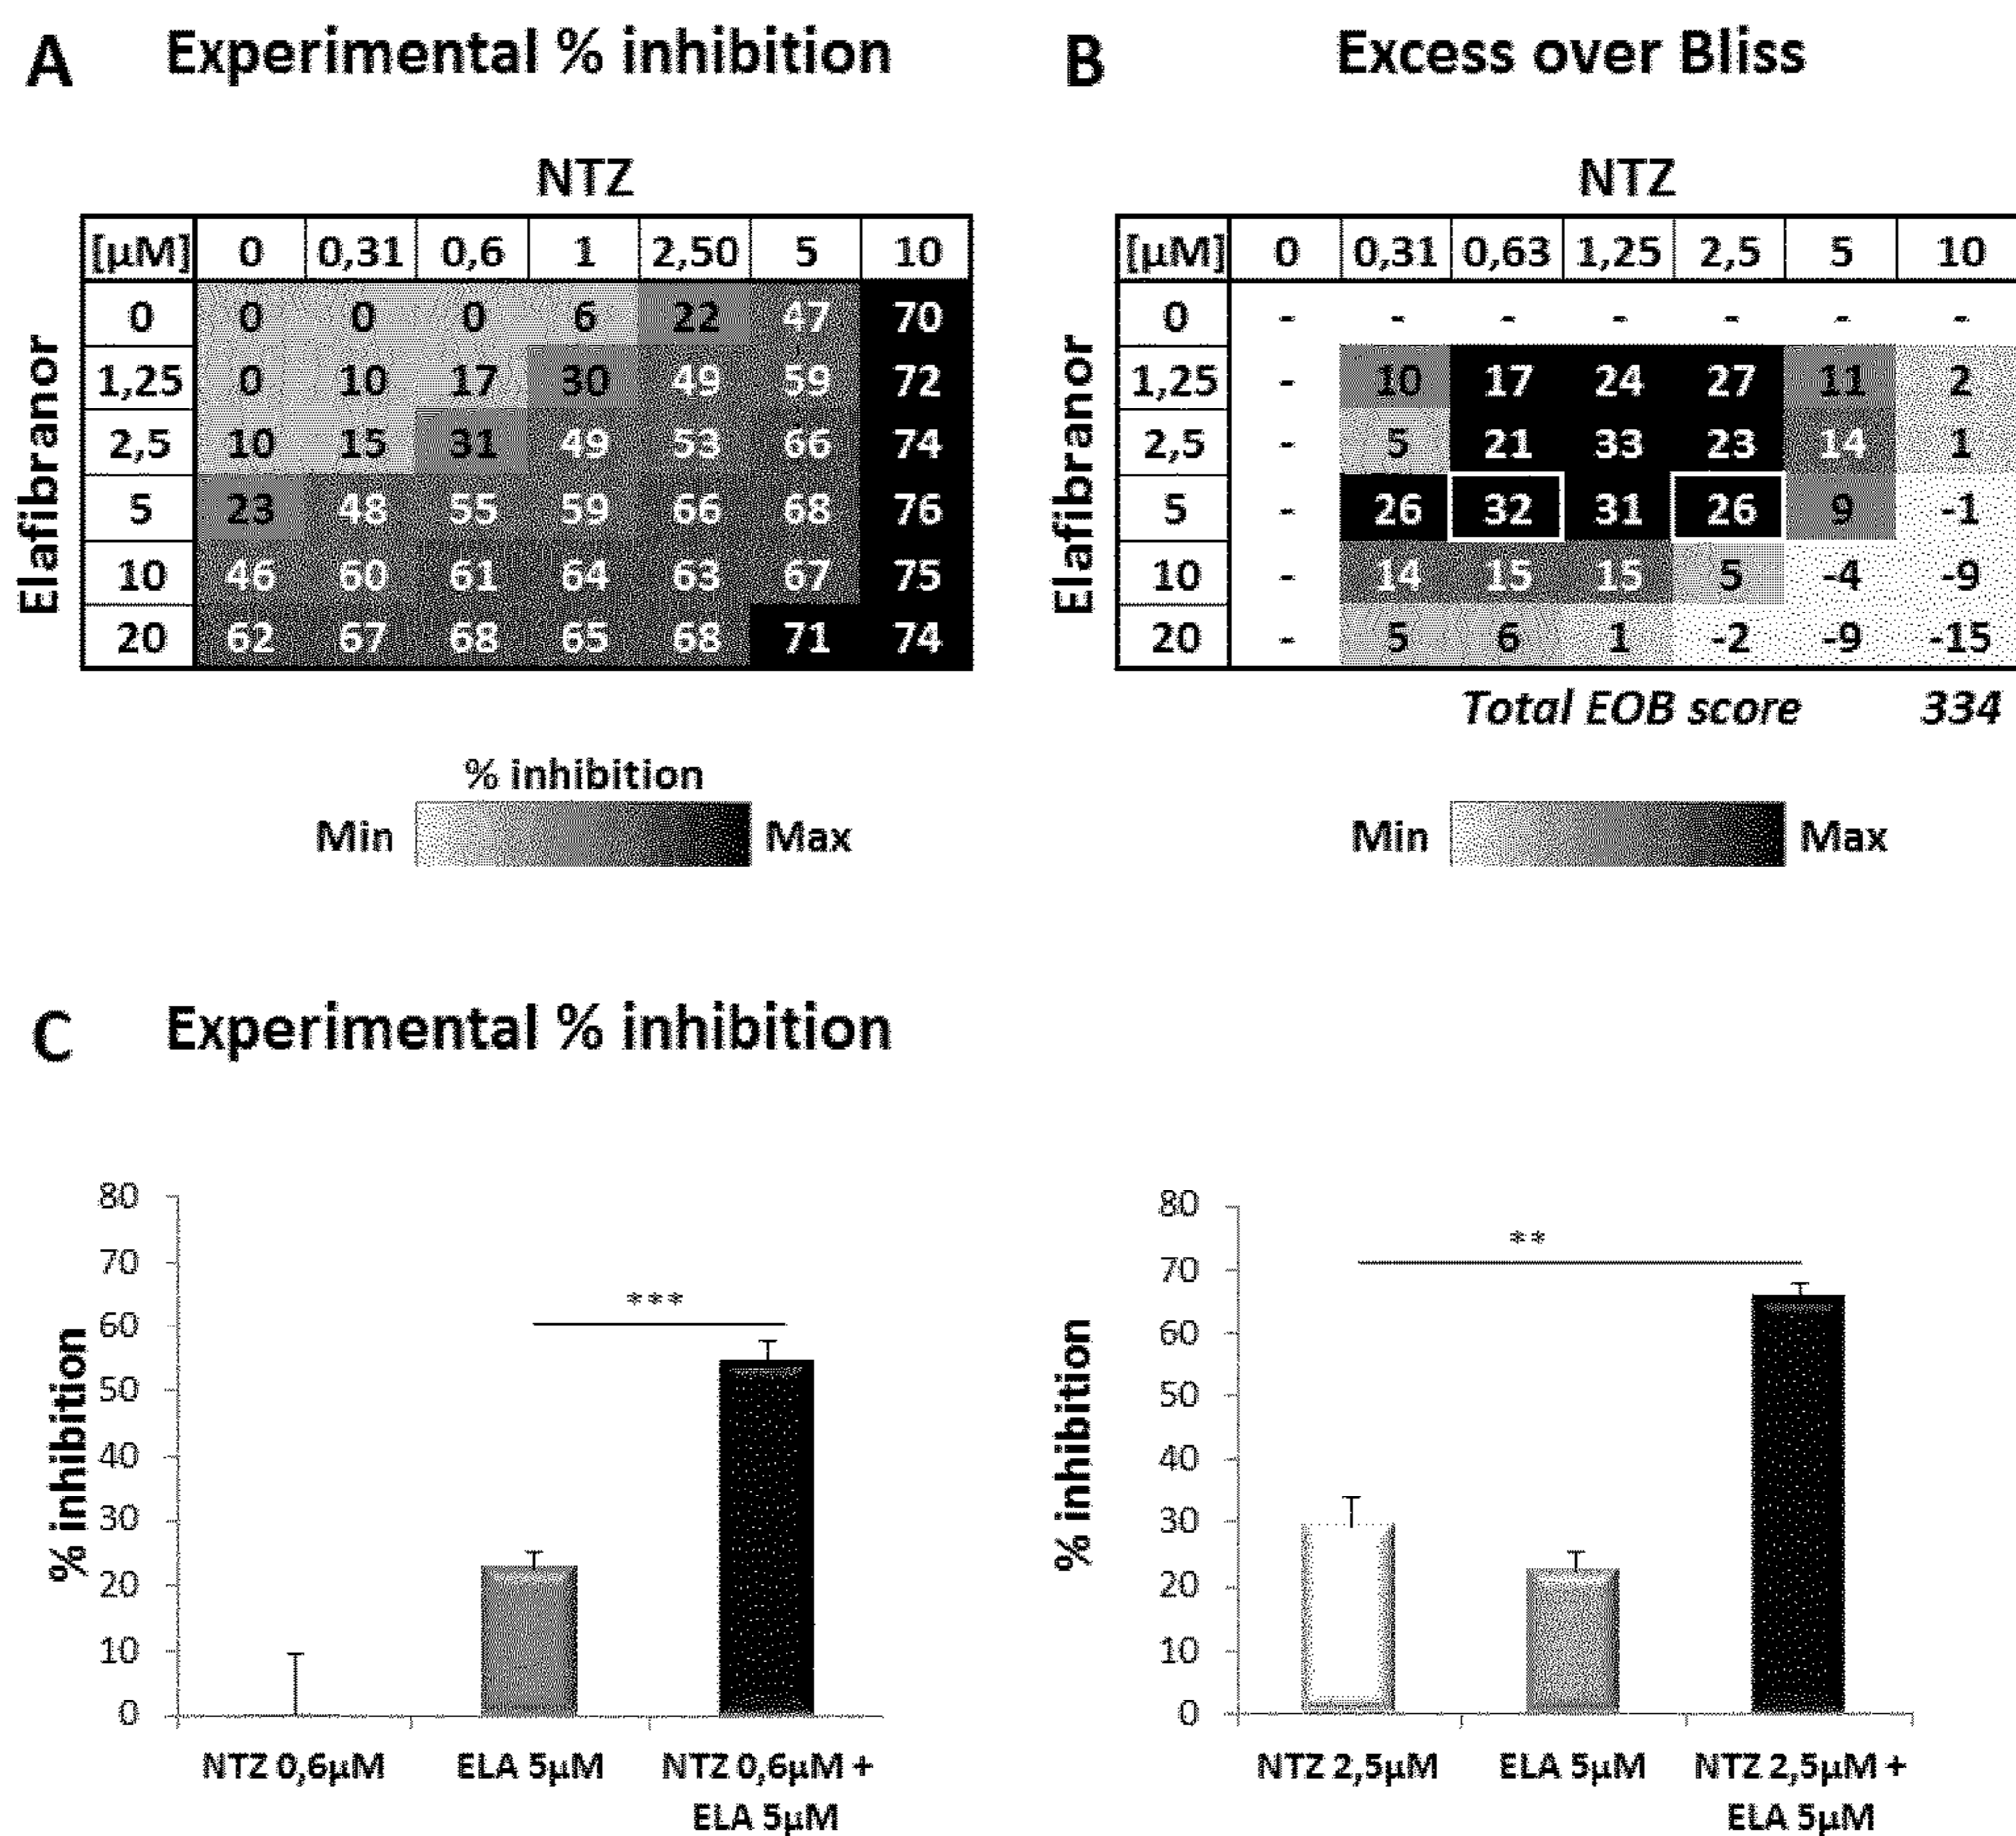 A Experimental % inhibition
NTZ
[µM] 0 0,31 0,6 1 2,50 5 10
Elafibranor
0 0 0 0 6 22 47 70
1,25 0 10 17 30 49 59 72
2,5 10 15 31 49 53 66 74
5 23 48 55 59 66 68 76
10 46 60 61 64 63 67 75
20 62 67 68 65 68 71 74
% inhibition
Min Max
B Excess over Bliss
NTZ
[µM] 0 0,31 0,63 1,25 2,5 5 10
Elafibranor
0 - - - - - - -
1,25 - 10 17 24 27 11 2
2,5 - 5 21 33 23 14 1
5 - 26 32 31 26 9 -1
10 - 14 15 15 5 -4 -9
20 - 5 6 1 -2 -9 -15
Total EOB score 334
Min Max
C Experimental % inhibition
% inhibition
80
70
60
50
40
30
20
10
0
***
NTZ 0,6µM ELA 5µM NTZ 0,6µM +
ELA 5µM
% inhibition
80
70
60
50
40
30
20
10
0
**
NTZ 2,5µM ELA 5µM NTZ 2,5µM +
ELA 5µM